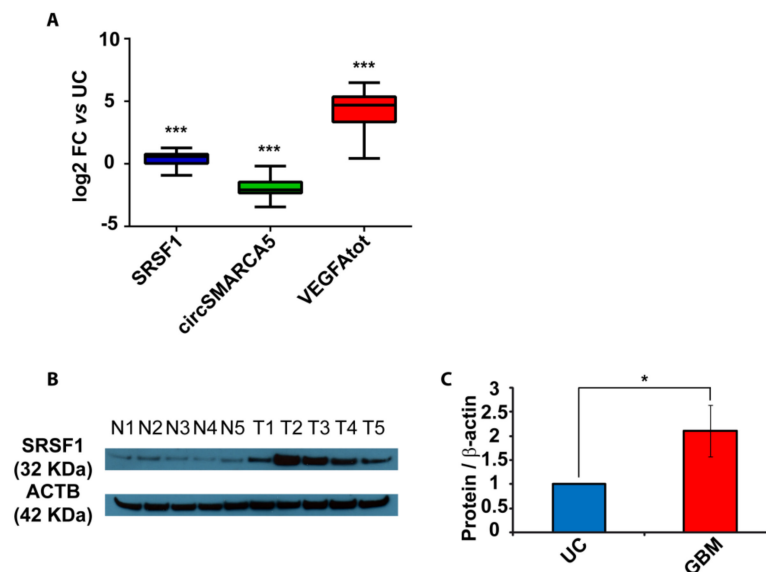 A
10
5
0
-5
log2 FC vs UC
***
***
***
SRSF1
circSMARCA5
VEGFAtot
B
N1 N2 N3 N4 N5 T1 T2 T3 T4 T5
SRSF1
(32 KDa)
ACTB
(42 KDa)
C
Protein / β-actin
3
2.5
2
1.5
1
0.5
0
*
UC
GBM